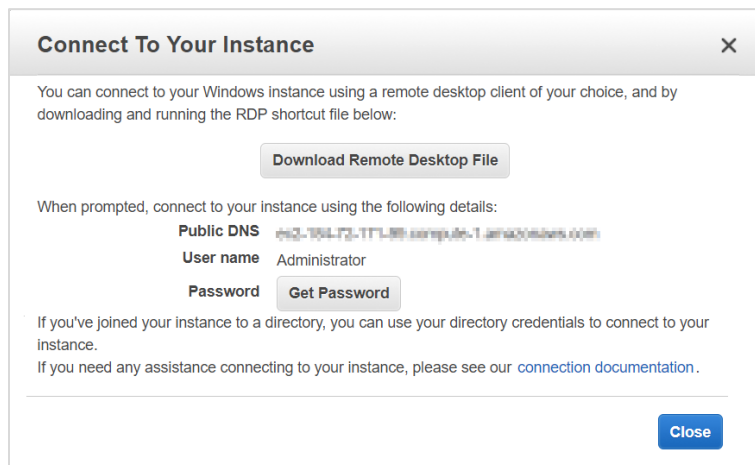 Connect To Your Instance
You can connect to your Windows instance using a remote desktop client of your choice, and by
downloading and running the RDP shortcut file below:
Download Remote Desktop File
When prompted, connect to your instance using the following details:
Public DNS
User name Administrator
Password Get Password
If you've joined your instance to a directory, you can use your directory credentials to connect to your
instance.
If you need any assistance connecting to your instance, please see our connection documentation.
Close